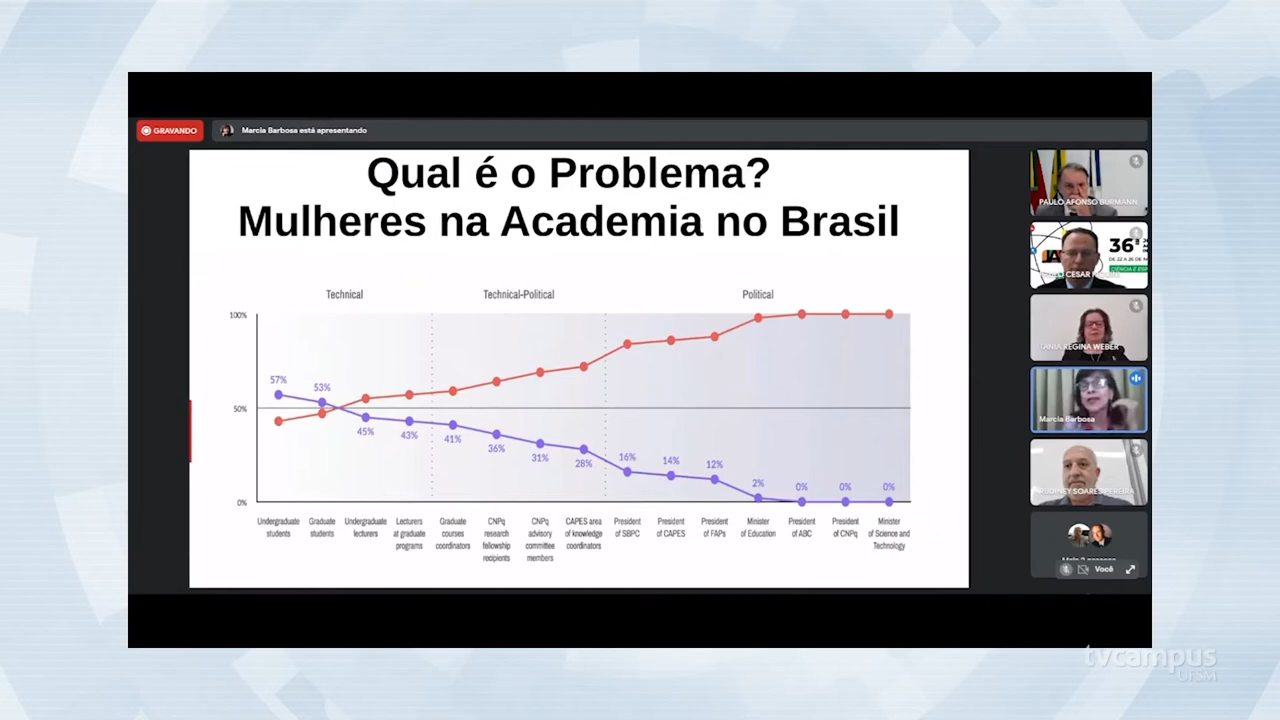 GRAVANDO
Marcia Barbosa está apresentando
Qual é o Problema?
Mulheres na Academia no Brasil
Technical
Technical-Political
Political
100%
50%
0%
57%
53%
45%
43%
41%
36%
31%
28%
16%
14%
12%
2%
0%
0%
0%
Undergraduate
students
Graduate
students
Undergraduate
lecturers
Lecturers
at graduate
programs
Graduate
courses
coordinators
CNPq
research
fellowship
recipients
CNPq
advisory
committee
members
CAPES area
of knowledge
coordinators
President
of SBPC
President
of CAPES
President
of FAPs
Minister
of Education
President
of ABC
President
of CNPq
Minister
of Science and
Technology
PAULO AFONSO BURMANN
36ª
CESAR
TANIA REGINA WEBER
Marcia Barbosa
RUDINEY SOARES PEREIRA
Você
tvcampus
UFSM